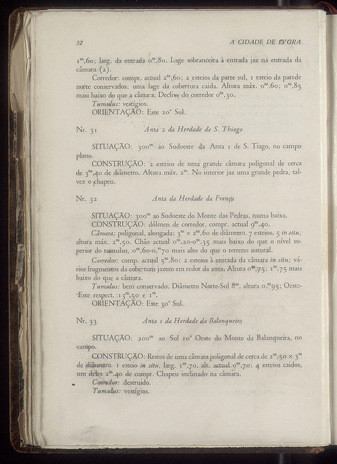 32 A CIDADE DE ÉVORA
1ᵐ,60; larg. da entrada 0ᵐ,80. Lage sobranceira à entrada jaz na entrada da
câmara (2).
Corredor: compr. actual 2ᵐ,60; 2 esteios da parte sul, 1 esteio da parede
norte conservados; uma lage da cobertura caída. Altura máx. 0ᵐ,60; 0ᵐ,85
mais baixo do que a câmara. Declive do corredor 0ᵐ,30.
Tumulus: vestígios.
ORIENTAÇÃO: Este 20° Sul.
Nr. 31 Anta 2 da Herdade de S. Thiago
SITUAÇÃO: 300ᵐ ao Sudoeste da Anta 1 de S. Tiago, no campo
plano.
CONSTRUÇÃO: 2 esteios de uma grande câmara poligonal de cerca
de 3ᵐ,40 de diâmetro. Altura máx. 2ᵐ. No interior jaz uma grande pedra, tal-
vez o chapeu.
Nr. 32 Anta da Herdade da França
SITUAÇÃO: 300ᵐ ao Sudoeste do Monte das Pedras, numa baixa.
CONSTRUÇÃO: dólmen de corredor, compr. actual 9ᵐ,40.
Câmara: poligonal, alongada; 3ᵐ x 2ᵐ,60 de diâmetro. 7 esteios, 5 in situ,
altura máx. 2ᵐ,50. Chão actual 0ᵐ,20-0ᵐ,35 mais baixo do que o nível su-
perior do tumulus, 0ᵐ,60-0,ᵐ70 mais alto do que o terreno natural.
Corredor: comp. actual 5ᵐ,80; 2 esteios à entrada da câmara in situ; vá-
rios fragmentos da cobertura jazem em redor da anta; Altura 0ᵐ,75; 1ᵐ,75 mais
baixo do que a câmara.
Tumulus: bem conservado. Diâmetro Norte-Sul 8ᵐ, altura 0,ᵐ95; Oeste-
-Este respect. 13ᵐ,50 e 1ᵐ.
ORIENTAÇÃO: Este 30° Sul.
Nr. 33 Anta 1 da Herdade da Balanqueira
SITUAÇÃO: 200ᵐ ao Sul 10° Oeste do Monte da Balanqueira, no
campo.
CONSTRUÇÃO: Restos de uma câmara poligonal de cerca de 2ᵐ,50 x 3ᵐ
de diâmetro. 1 esteio in situ, larg. 1ᵐ,70, alt. actual 0ᵐ,70; 4 esteios caídos,
um deles 2ᵐ,40 de compr. Chapeu inclinado na câmara.
Corredor: destruído.
Tumulus: vestígios.